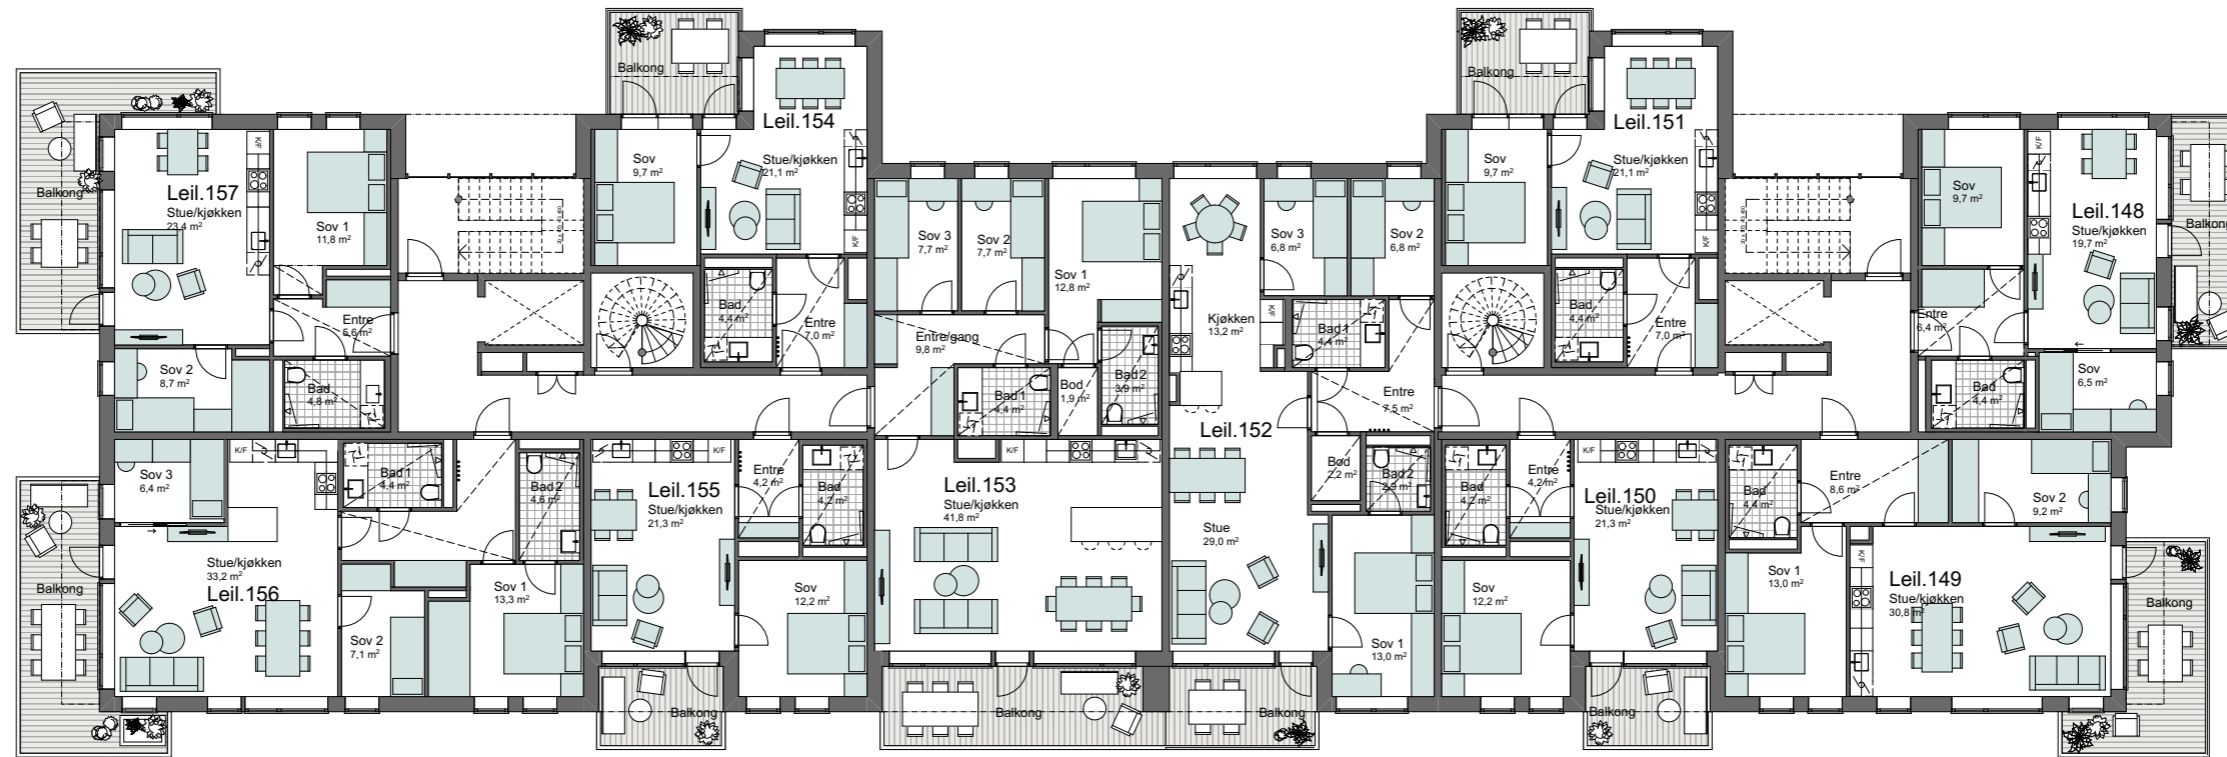 Balkong
Leil.154
Stue/kjøkken
21,1 m²
Sov
9,7 m²
Bad
4,4 m²
Entre
7,0 m²
K/F
Balkong
Leil.151
Stue/kjøkken
21,1 m²
Sov
9,7 m²
Bad
4,4 m²
Entre
7,0 m²
K/F
Balkong
Leil.157
Stue/kjøkken
23,4 m²
K/F
Sov 1
11,8 m²
Entre
5,6 m²
Sov 2
8,7 m²
Bad
4,8 m²
Sov 3
7,7 m²
Sov 2
7,7 m²
Sov 1
12,8 m²
Entre/gang
9,8 m²
Bad 1
4,4 m²
Bod
1,9 m²
Bad 2
3,9 m²
Leil.153
Stue/kjøkken
41,8 m²
K/F
Balkong
Kjøkken
13,2 m²
K/F
Sov 3
6,8 m²
Sov 2
6,8 m²
Bad 1
4,4 m²
Entre
7,5 m²
Leil.152
Bod
2,2 m²
Bad 2
Stue
29,0 m²
Sov 1
13,0 m²
Balkong
Sov
9,7 m²
K/F
Leil.148
Stue/kjøkken
19,7 m²
Balkong
Entre
6,4 m²
Bad
4,4 m²
Sov
6,5 m²
Sov 3
6,4 m²
K/F
Bad 1
4,4 m²
Bad 2
4,6 m²
Stue/kjøkken
33,2 m²
Leil.156
Balkong
Sov 2
7,1 m²
Sov 1
13,3 m²
K/F
Leil.155
Stue/kjøkken
21,3 m²
Entre
4,2 m²
Bad
4,2 m²
Sov
12,2 m²
Balkong
Bad
4,2 m²
Entre
4,2 m²
K/F
Leil.150
Stue/kjøkken
21,3 m²
Sov
12,2 m²
Balkong
Bad
4,4 m²
Entre
8,6 m²
Sov 2
9,2 m²
Sov 1
13,0 m²
K/F
Leil.149
Stue/kjøkken
30,8 m²
Balkong